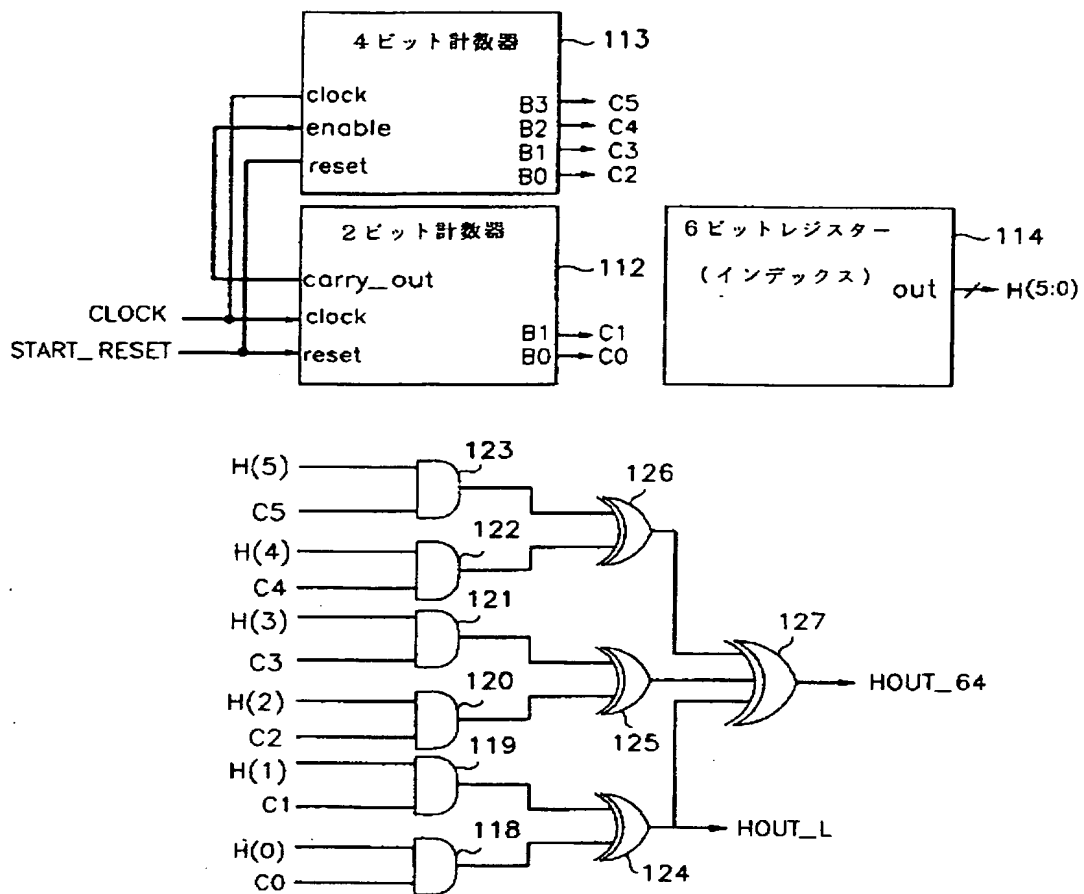 4ビット計数器
113
clock
enable
reset
B3
C5
B2
C4
B1
C3
B0
C2
2ビット計数器
112
carry_out
clock
reset
B1
C1
B0
C0
CLOCK
START_RESET
6ビットレジスター
(インデックス)
114
out
H(5:0)
H(5)
C5
123
H(4)
C4
122
126
H(3)
C3
121
H(2)
C2
120
125
127
HOUT_64
H(1)
C1
119
H(0)
C0
118
124
HOUT_L